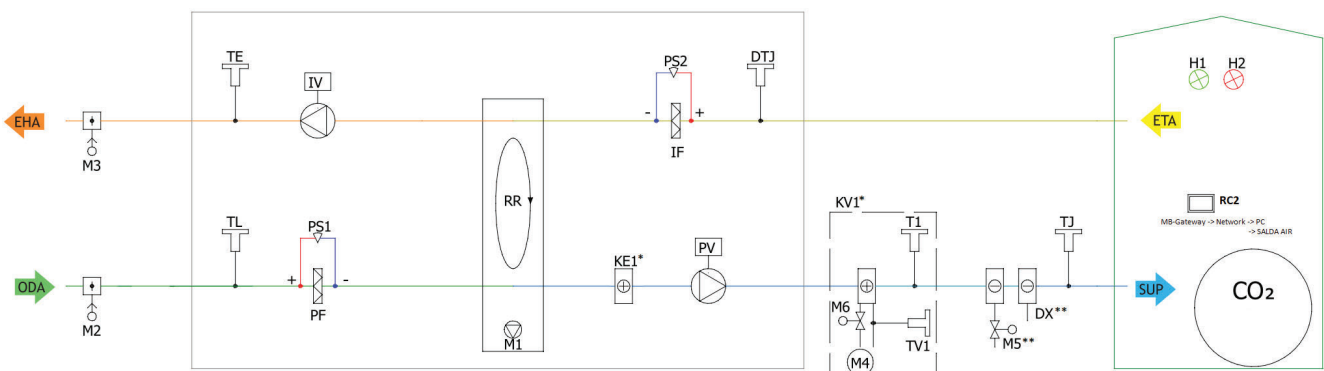 TE
IV
PS2
DTJ
H1 H2
EHA
- +
ETA
M3
IF
RR
KV1*
RC2
MB-Gateway -> Network -> PC
-> SALDA AIR
TL
PS1
T1
TJ
KE1*
PV
+ -
ODA
SUP
CO2
M6
DX**
M2
PF
M1
TV1
M5**
M4